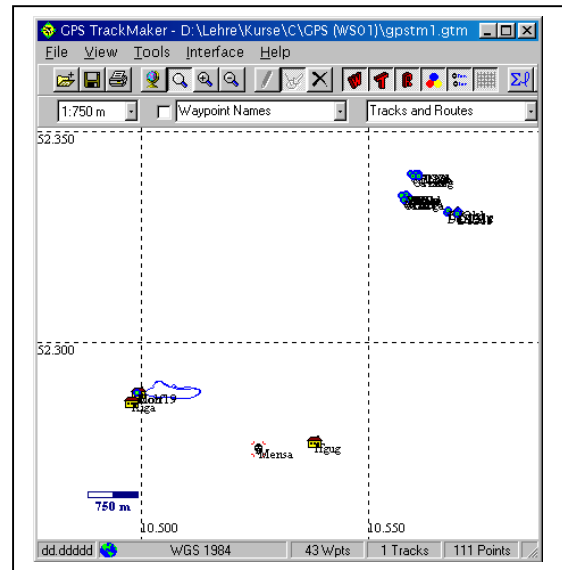 GPS TrackMaker - D:\Lehre\Kurse\C\GPS (WS01)\gpstm1.gtm
File View Tools Interface Help
1:750 m Waypoint Names Tracks and Routes
52.350
52.300
Riga
Mensa
Hgug
750 m
10.500 10.550
dd.ddddd WGS 1984 43 Wpts 1 Tracks 111 Points